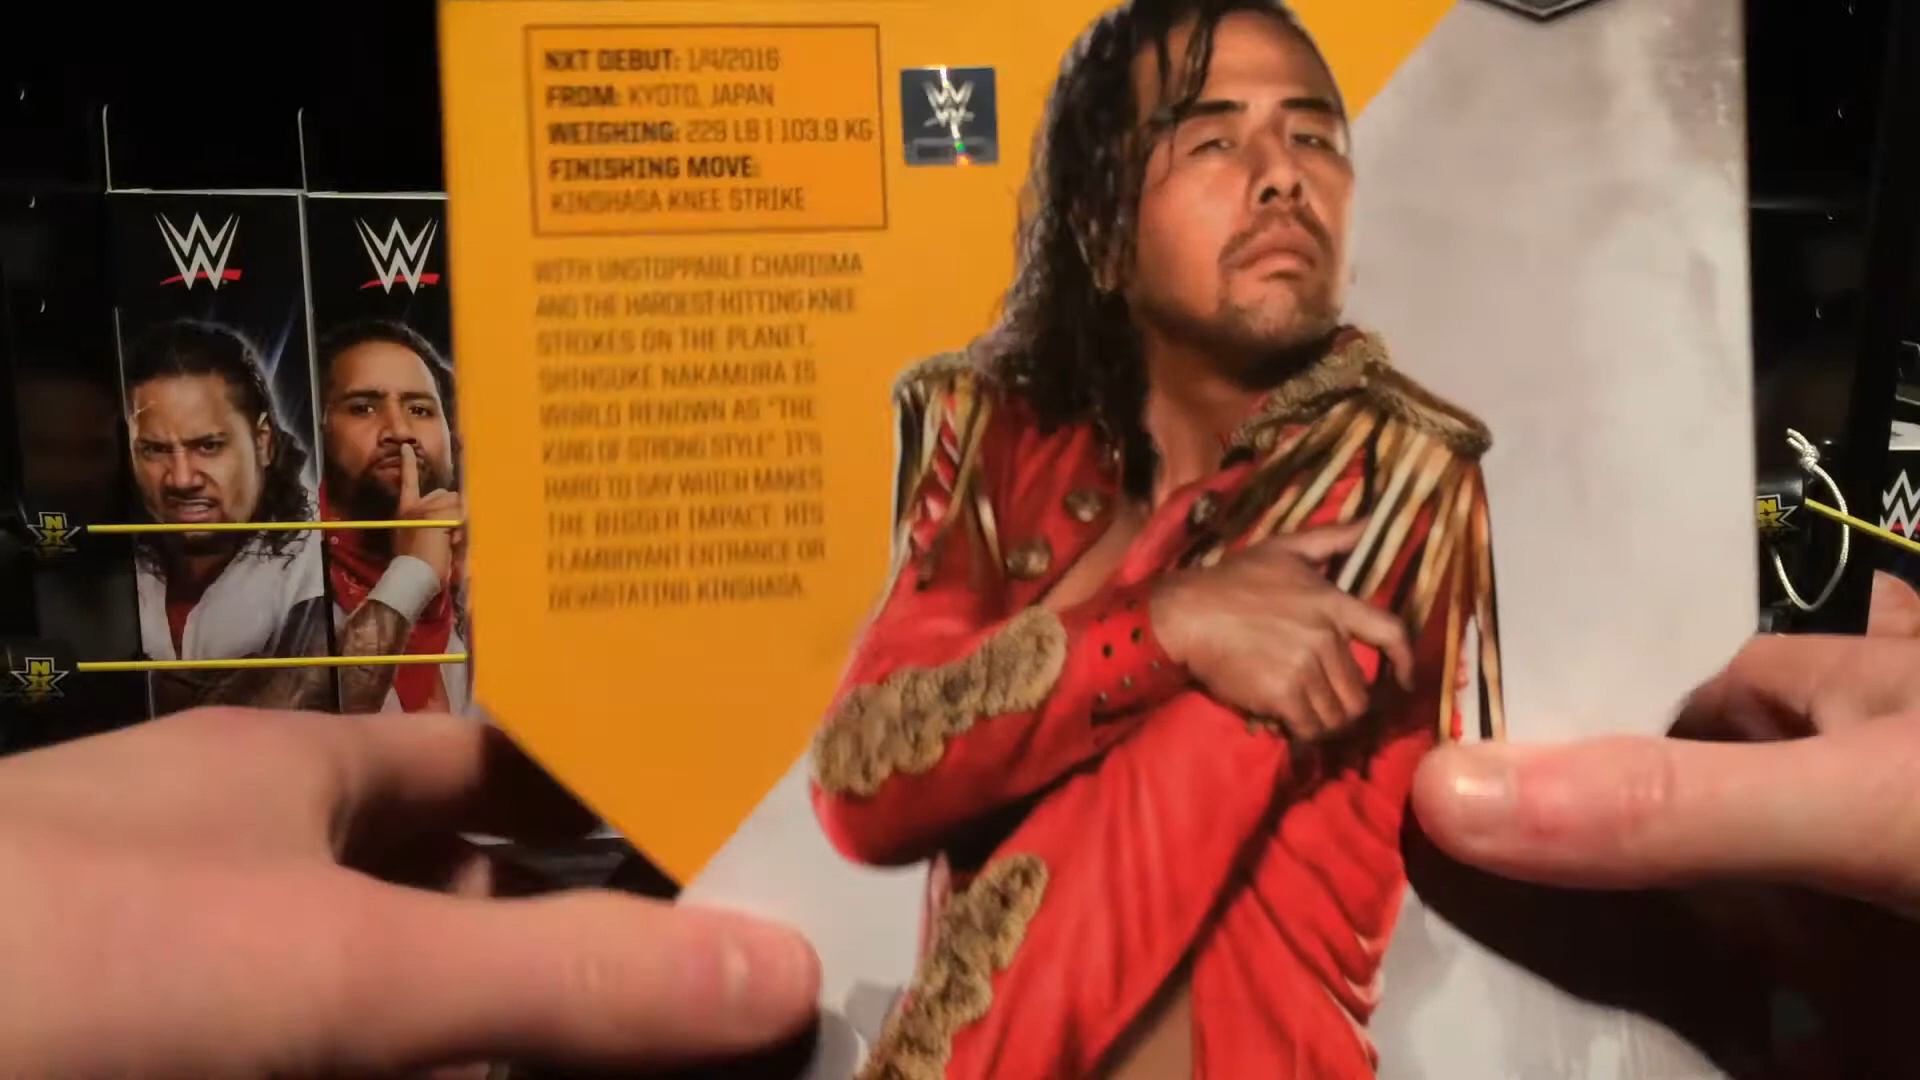 NXT DEBUT: 1/4/2016
FROM: KYOTO, JAPAN
WEIGHING: 229 LB | 103.9 KG
FINISHING MOVE:
KINSHASA KNEE STRIKE
WITH UNSTOPPABLE CHARISMA
AND THE HARDEST-HITTING KNEE
STRIKES ON THE PLANET,
SHINSUKE NAKAMURA IS
WORLD RENOWN AS "THE
KING OF STRONG STYLE" IT'S
HARD TO SAY WHICH MAKES
THE BIGGER IMPACT: HIS
FLAMBOYANT ENTRANCE OR
DEVASTATING KINSHASA.
NXT
NXT
NXT